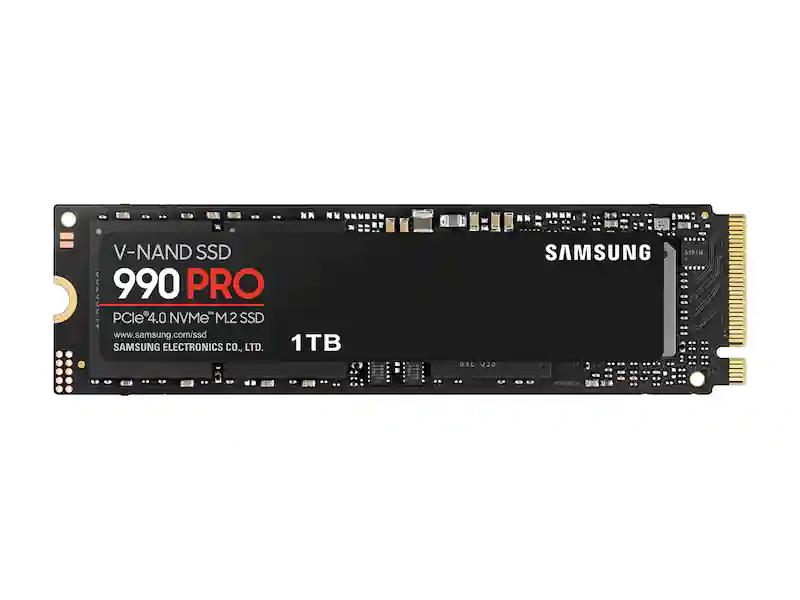 V-NAND SSD
SAMSUNG
990 PRO
PCIe®4.0 NVMe™ M.2 SSD
www.samsung.com/ssd
SAMSUNG ELECTRONICS CO., LTD.
1TB